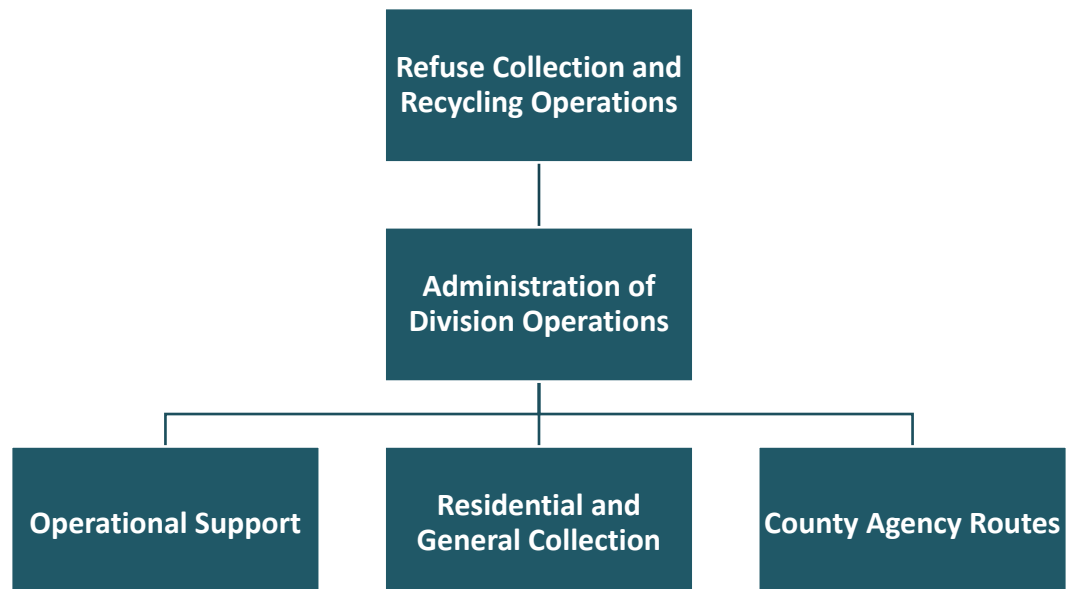 Refuse Collection and
Recycling Operations
Administration of
Division Operations
Operational Support
Residential and
General Collection
County Agency Routes